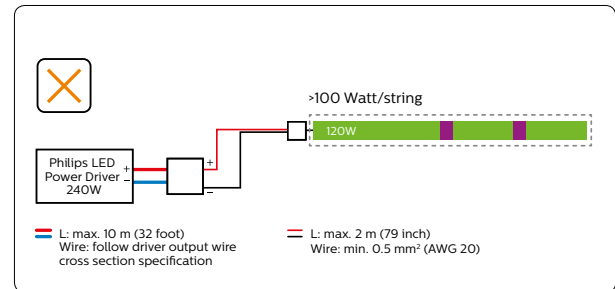 >100 Watt/string
120W
+
−
Philips LED
Power Driver
240W
+
−
L: max. 10 m (32 foot)
Wire: follow driver output wire
cross section specification
L: max. 2 m (79 inch)
Wire: min. 0.5 mm² (AWG 20)